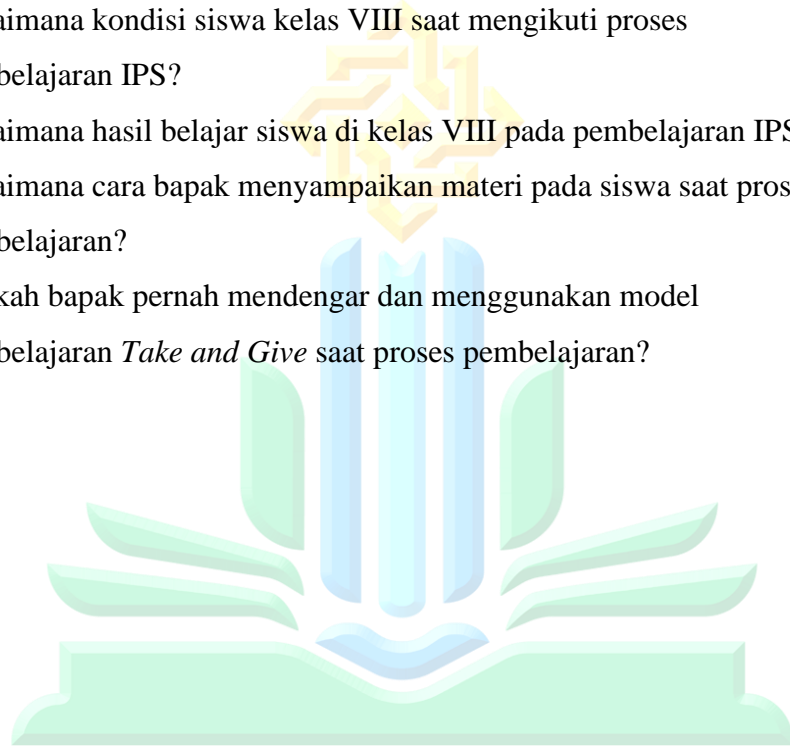 aimana kondisi siswa kelas VIII saat mengikuti proses
belajaran IPS?
aimana hasil belajar siswa di kelas VIII pada pembelajaran IPS
aimana cara bapak menyampaikan materi pada siswa saat pros
belajaran?
kah bapak pernah mendengar dan menggunakan model
belajaran Take and Give saat proses pembelajaran?